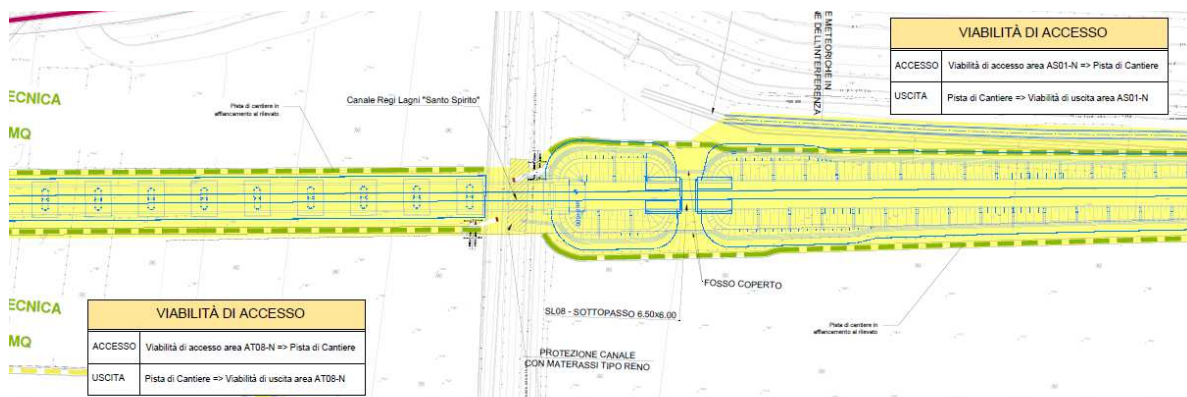 VIABILITÀ DI ACCESSO
ACCESSO Viabilità di accesso area AS01-N => Pista di Cantiere
USCITA Pista di Cantiere => Viabilità di uscita area AS01-N
E METEORICHE IN
NE DELL'INTERFERENZA
ECNICA
MQ
Pista di cantiere in
affiancamento al rilevato
Canale Regi Lagni "Santo Spirito"
FOSSO COPERTO
SL08 - SOTTOPASSO 6.50x6.00
PROTEZIONE CANALE
CON MATERASSI TIPO RENO
Pista di cantiere in
affiancamento al rilevato
ECNICA
MQ
VIABILITÀ DI ACCESSO
ACCESSO Viabilità di accesso area AT08-N => Pista di Cantiere
USCITA Pista di Cantiere => Viabilità di uscita area AT08-N